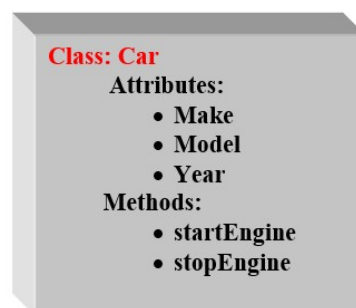 Class: Car
Attributes:
• Make
• Model
• Year
Methods:
• startEngine
• stopEngine